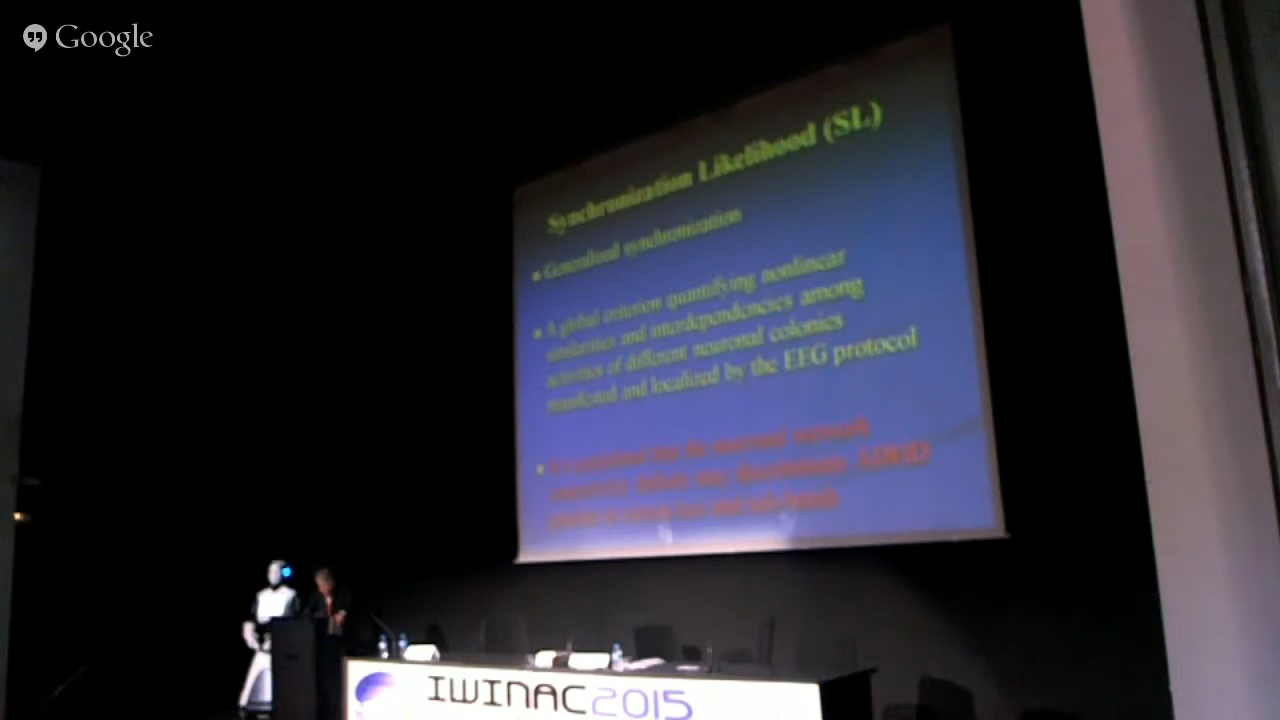 Google
Synchronization Likelihood (SL)
Generalized synchronization
A global criterion quantifying nonlinear
similarities and interdependencies among
activities of different neuronal colonies
manifested and localized by the EEG protocol
ADHD
IWINAC2015